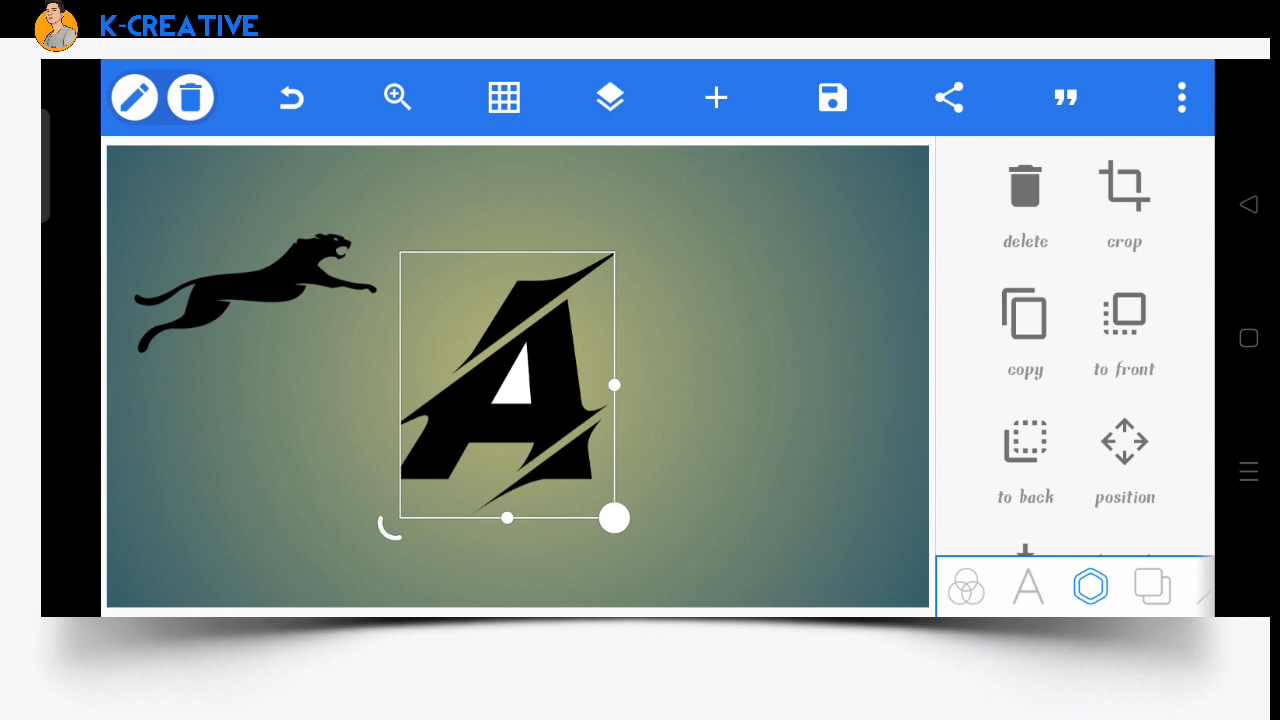 K-CREATIVE
A
delete
crop
copy
to front
to back
position
A